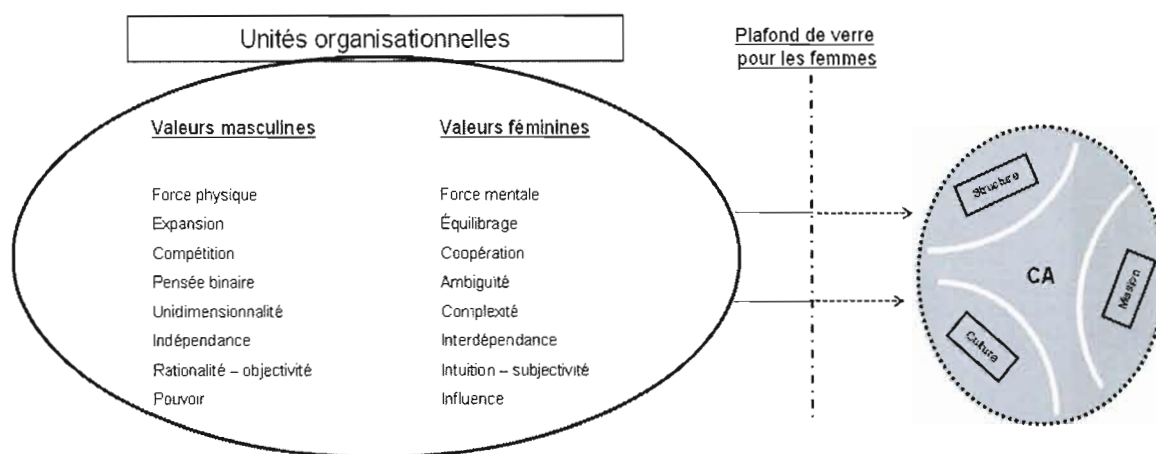 Unités organisationnelles
Plafond de verre
pour les femmes
Valeurs masculines
Valeurs féminines
Force physique
Force mentale
Expansion
Équilibrage
Compétition
Coopération
Pensée binaire
Ambiguité
Unidimensionnalité
Complexité
Indépendance
Interdépendance
Rationalité – objectivité
Intuition – subjectivité
Pouvoir
Influence
Structure
CA
Mission
Culture